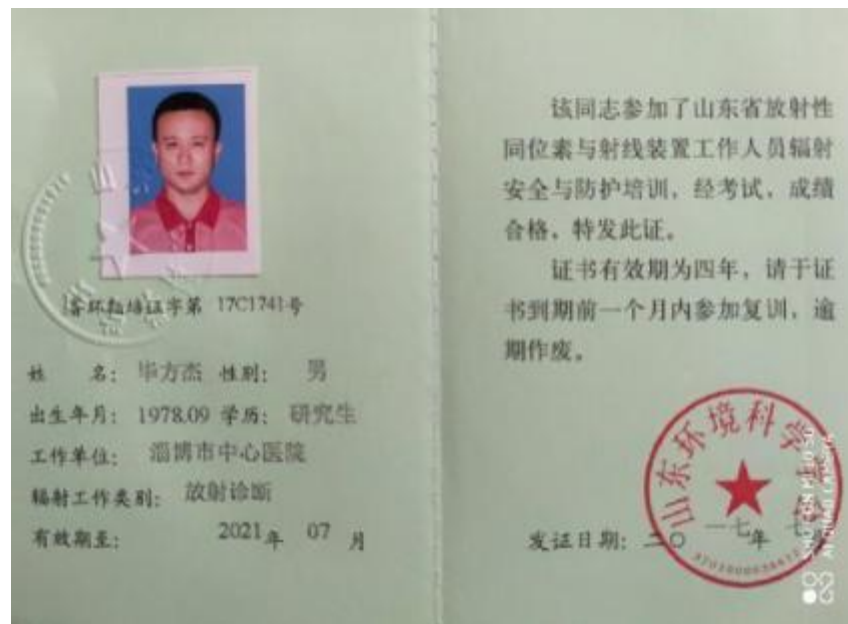 鲁环辐培证字第 17C1741号
姓 名: 毕方杰 性别: 男
出生年月: 1978.09 学历: 研究生
工作单位: 淄博市中心医院
辐射工作类别: 放射诊断
有效期至: 2021年 07 月
该同志参加了山东省放射性
同位素与射线装置工作人员辐射
安全与防护培训, 经考试, 成绩
合格, 特发此证。
证书有效期为四年, 请于证
书到期前一个月内参加复训, 逾
期作废。
山东环境科学学会
发证日期: 二〇一七年 七月